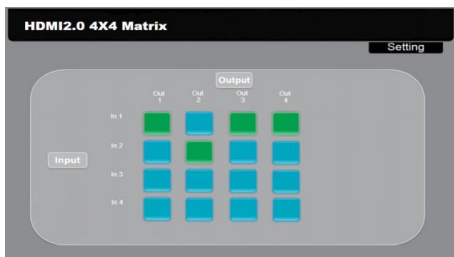 HDMI2.0 4X4 Matrix
Setting
Output
Out 1
Out 2
Out 3
Out 4
In 1
In 2
Input
In 3
In 4